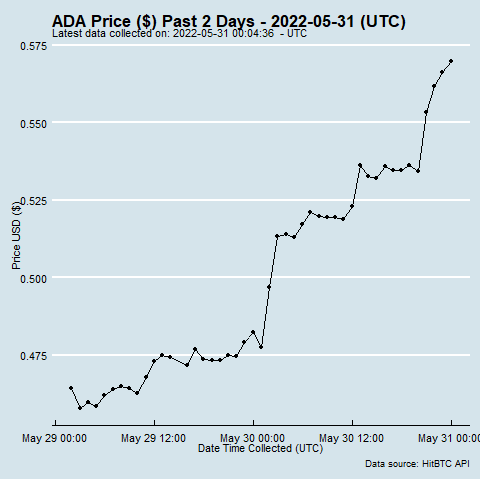 ADA Price ($) Past 2 Days - 2022-05-31 (UTC)
Latest data collected on: 2022-05-31 00:04:36 - UTC
0.575
0.550
0.525
0.500
0.475
Price USD ($)
May 29 00:00
May 29 12:00
May 30 00:00
May 30 12:00
May 31 00:00
Date Time Collected (UTC)
Data source: HitBTC API